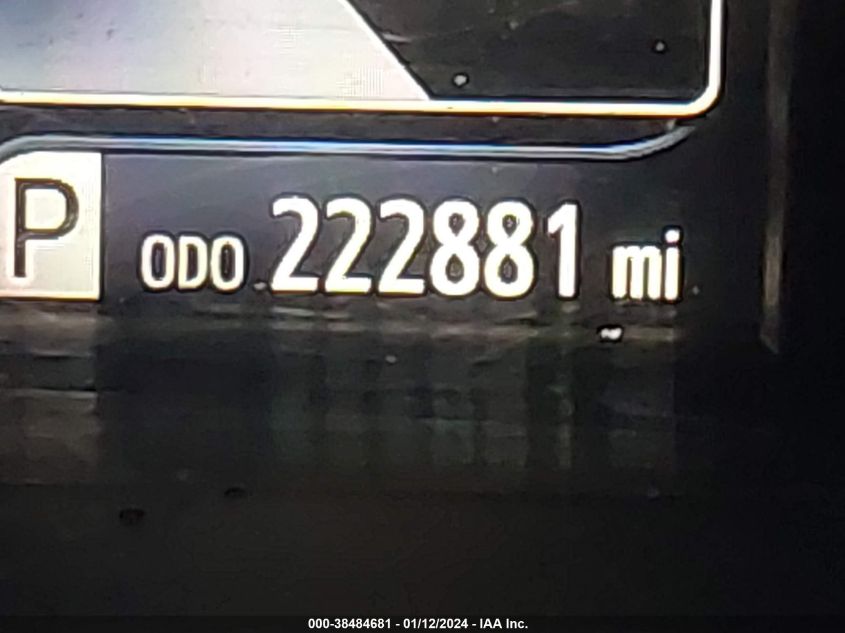 P ODO 222881 mi
000-38484681 - 01/12/2024 - IAA Inc.